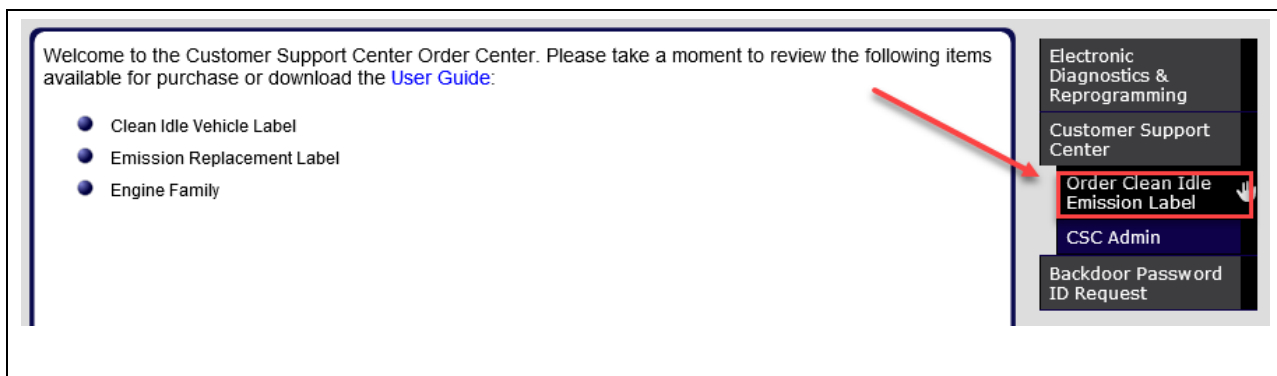 Welcome to the Customer Support Center Order Center. Please take a moment to review the following items
available for purchase or download the User Guide:
Clean Idle Vehicle Label
Emission Replacement Label
Engine Family
Electronic
Diagnostics &
Reprogramming
Customer Support
Center
Order Clean Idle
Emission Label
CSC Admin
Backdoor Password
ID Request